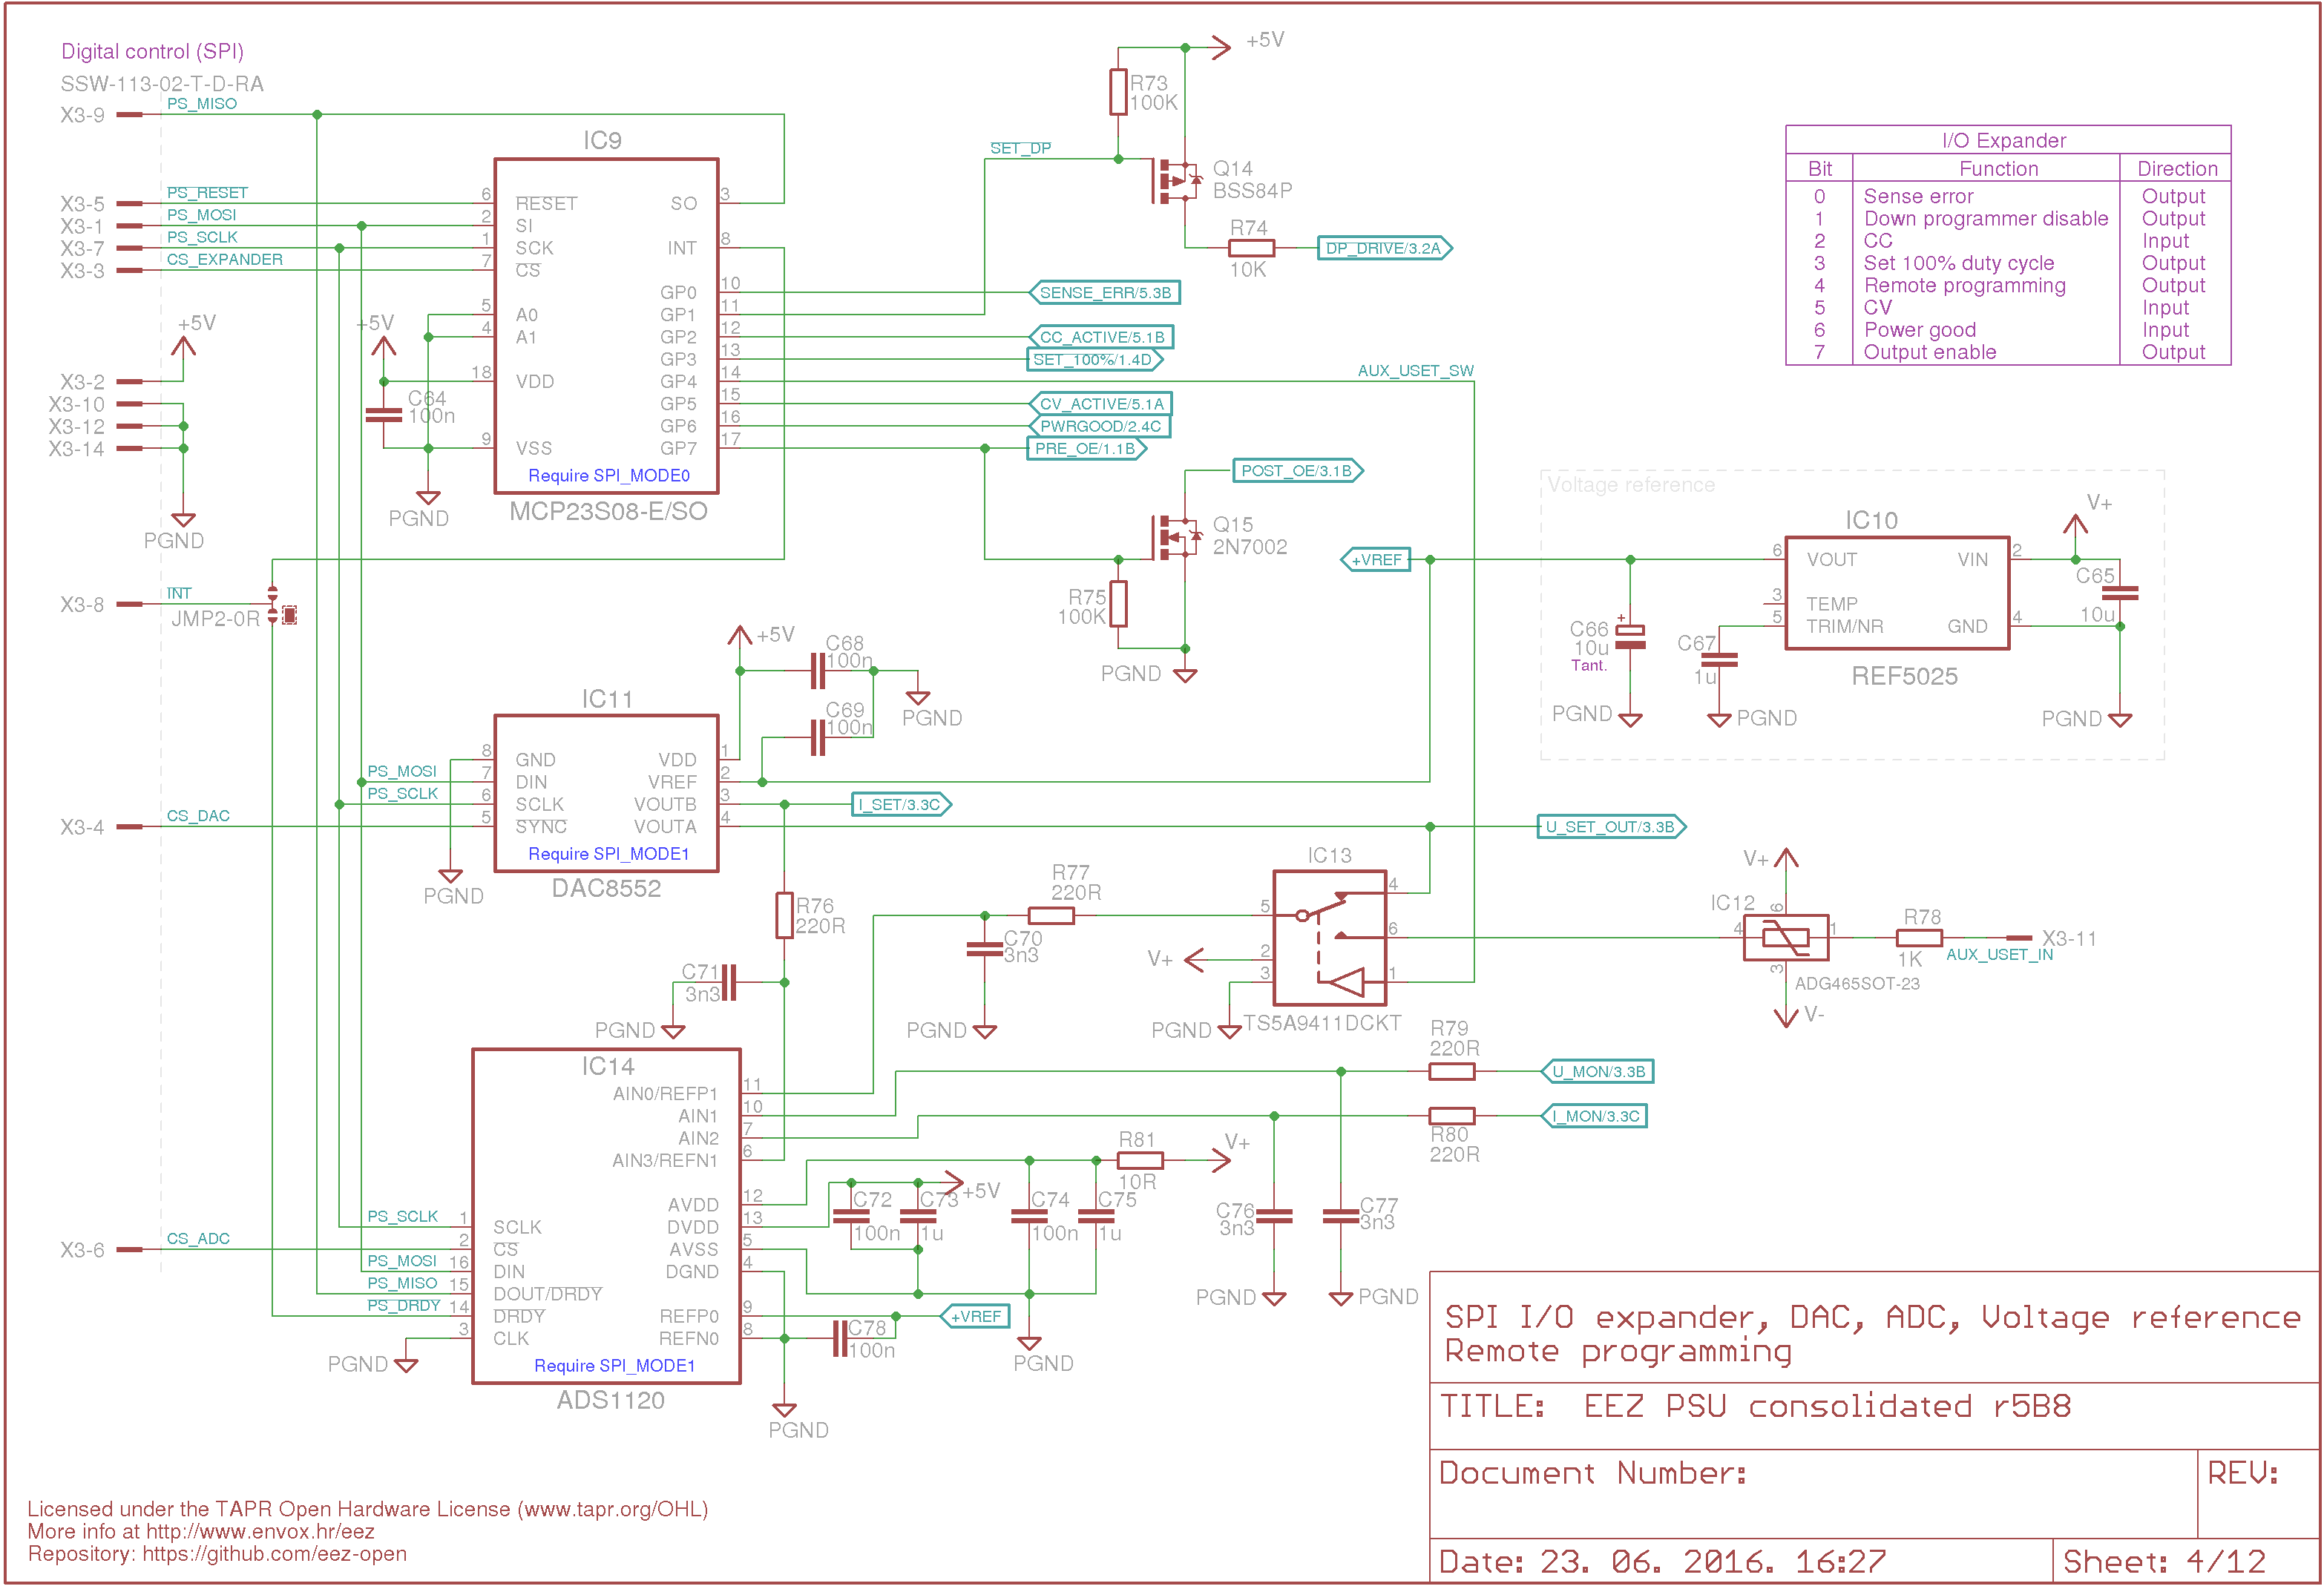 Digital control (SPI)
SSW-113-02-T-D-RA
X3-9
PS_MISO
X3-5
PS_RESET
X3-1
PS_MOSI
X3-7
PS_SCLK
X3-3
CS_EXPANDER
+5V
X3-2
X3-10
X3-12
X3-14
PGND
X3-8
INT
JMP2-0R
+5V
C64
100n
PGND
IC9
6 RESET SO 3
2 SI
1 SCK INT 8
7 CS
GP0 10
5 A0 GP1 11
4 A1 GP2 12
GP3 13
18 VDD GP4 14
GP5 15
GP6 16
9 VSS GP7 17
Require SPI_MODE0
MCP23S08-E/SO
+5V
R73
100K
SET_DP
Q14
BSS84P
R74
10K
DP_DRIVE/3.2A
SENSE_ERR/5.3B
CC_ACTIVE/5.1B
SET_100%/1.4D
AUX_USET_SW
CV_ACTIVE/5.1A
PWRGOOD/2.4C
PRE_OE/1.1B
POST_OE/3.1B
Q15
2N7002
R75
100K
PGND
I/O Expander
Bit Function Direction
0 Sense error Output
1 Down programmer disable Output
2 CC Input
3 Set 100% duty cycle Output
4 Remote programming Output
5 CV Input
6 Power good Input
7 Output enable Output
Voltage reference
+VREF
IC10
V+
6 VOUT VIN 2
3 TEMP
5 TRIM/NR GND 4
REF5025
C65
10u
C66
10u
Tant.
+
C67
1u
PGND
PGND
PGND
+5V
C68
100n
C69
100n
PGND
IC11
8 GND VDD 1
PS_MOSI 7 DIN VREF 2
PS_SCLK 6 SCLK VOUTB 3
5 SYNC VOUTA 4
Require SPI_MODE1
DAC8552
X3-4
CS_DAC
PGND
I_SET/3.3C
U_SET_OUT/3.3B
R76
220R
C71
3n3
PGND
R77
220R
C70
3n3
PGND
IC13
5
4
6
2
3
1
V+
PGND
TS5A9411DCKT
V+
IC12
6
4
1
3
ADG465SOT-23
V-
R78
1K
X3-11
AUX_USET_IN
R79
220R
U_MON/3.3B
R80
220R
I_MON/3.3C
IC14
AIN0/REFP1 11
AIN1 10
AIN2 7
AIN3/REFN1 6
AVDD 12
PS_SCLK 1 SCLK DVDD 13
2 CS AVSS 5
PS_MOSI 16 DIN DGND 4
PS_MISO 15 DOUT/DRDY
PS_DRDY 14 DRDY REFP0 9
3 CLK REFN0 8
Require SPI_MODE1
ADS1120
X3-6
CS_ADC
PGND
R81
10R
V+
+5V
C72
100n
C73
1u
C74
100n
C75
1u
C76
3n3
C77
3n3
PGND
PGND
+VREF
C78
100n
PGND
PGND
SPI I/O expander, DAC, ADC, Voltage reference
Remote programming
TITLE: EEZ PSU consolidated r5B8
Document Number:
REV:
Date: 23. 06. 2016. 16:27
Sheet: 4/12
Licensed under the TAPR Open Hardware License (www.tapr.org/OHL)
More info at http://www.envox.hr/eez
Repository: https://github.com/eez-open